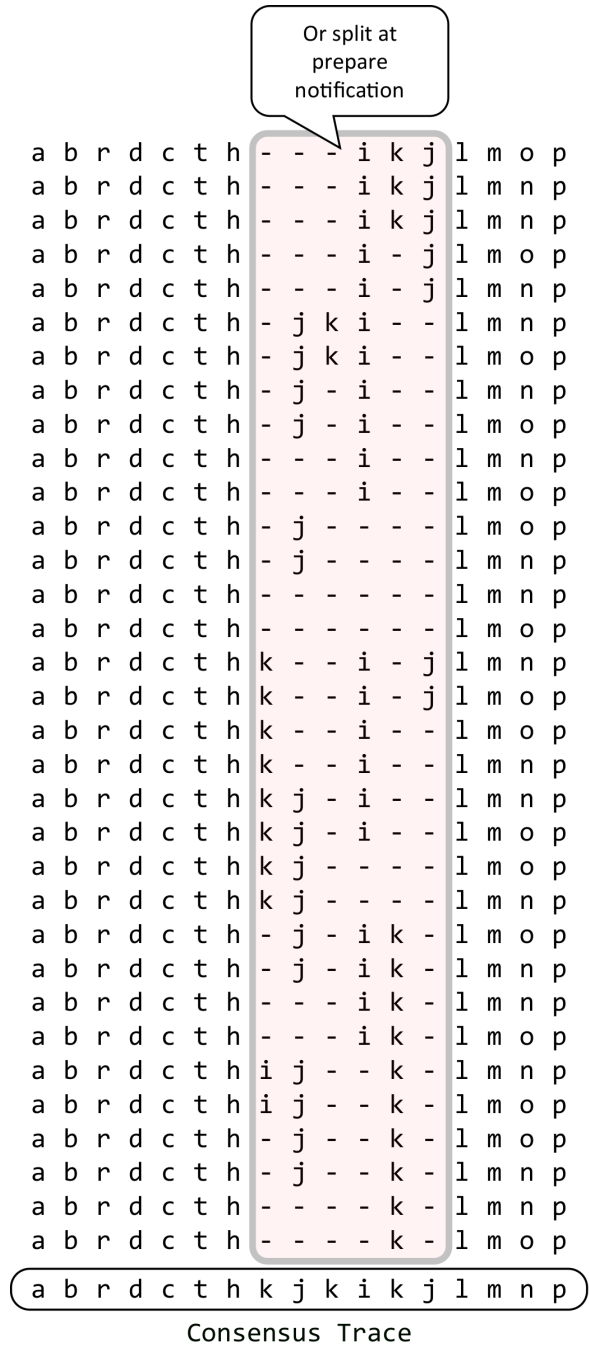 Or split at
prepare
notification
a b r d c t h - - - i k j l m o p
a b r d c t h - - - i k j l m n p
a b r d c t h - - - i k j l m n p
a b r d c t h - - - i - j l m o p
a b r d c t h - - - i - j l m n p
a b r d c t h - j k i - - l m n p
a b r d c t h - j k i - - l m o p
a b r d c t h - j - i - - l m n p
a b r d c t h - j - i - - l m o p
a b r d c t h - - - i - - l m n p
a b r d c t h - - - i - - l m o p
a b r d c t h - j - - - - l m o p
a b r d c t h - j - - - - l m n p
a b r d c t h - - - - - - l m n p
a b r d c t h - - - - - - l m o p
a b r d c t h k - - i - j l m n p
a b r d c t h k - - i - j l m o p
a b r d c t h k - - i - - l m o p
a b r d c t h k - - i - - l m n p
a b r d c t h k j - i - - l m n p
a b r d c t h k j - i - - l m o p
a b r d c t h k j - - - - l m o p
a b r d c t h k j - - - - l m n p
a b r d c t h - j - i k - l m o p
a b r d c t h - j - i k - l m n p
a b r d c t h - - - i k - l m n p
a b r d c t h - - - i k - l m o p
a b r d c t h i j - - k - l m n p
a b r d c t h i j - - k - l m o p
a b r d c t h - j - - k - l m o p
a b r d c t h - j - - k - l m n p
a b r d c t h - - - - k - l m n p
a b r d c t h - - - - k - l m o p
a b r d c t h k j k i k j l m n p
Consensus Trace